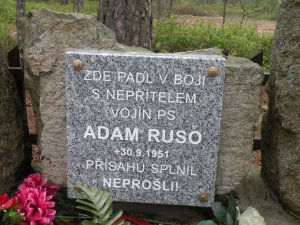 ZDE PADL V BOJI
S NEPŘÍTELEM
VOJÍN PS
ADAM RUSO
+30.9.1951
PŘÍSAHU SPLNIL
NEPROŠLI!